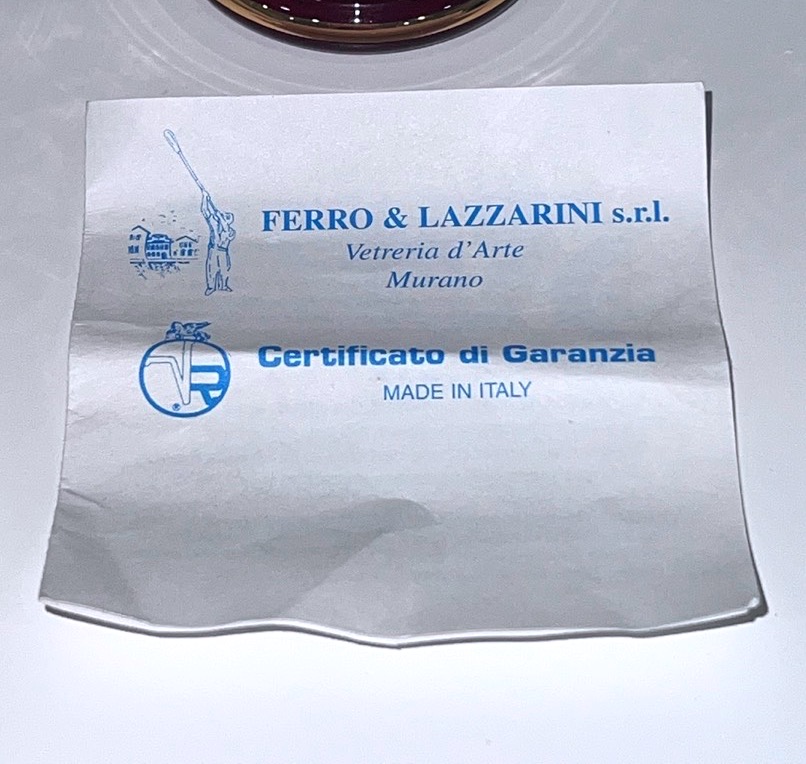 FERRO & LAZZARINI s.r.l.
Vetreria d'Arte
Murano
Certificato di Garanzia
MADE IN ITALY
®